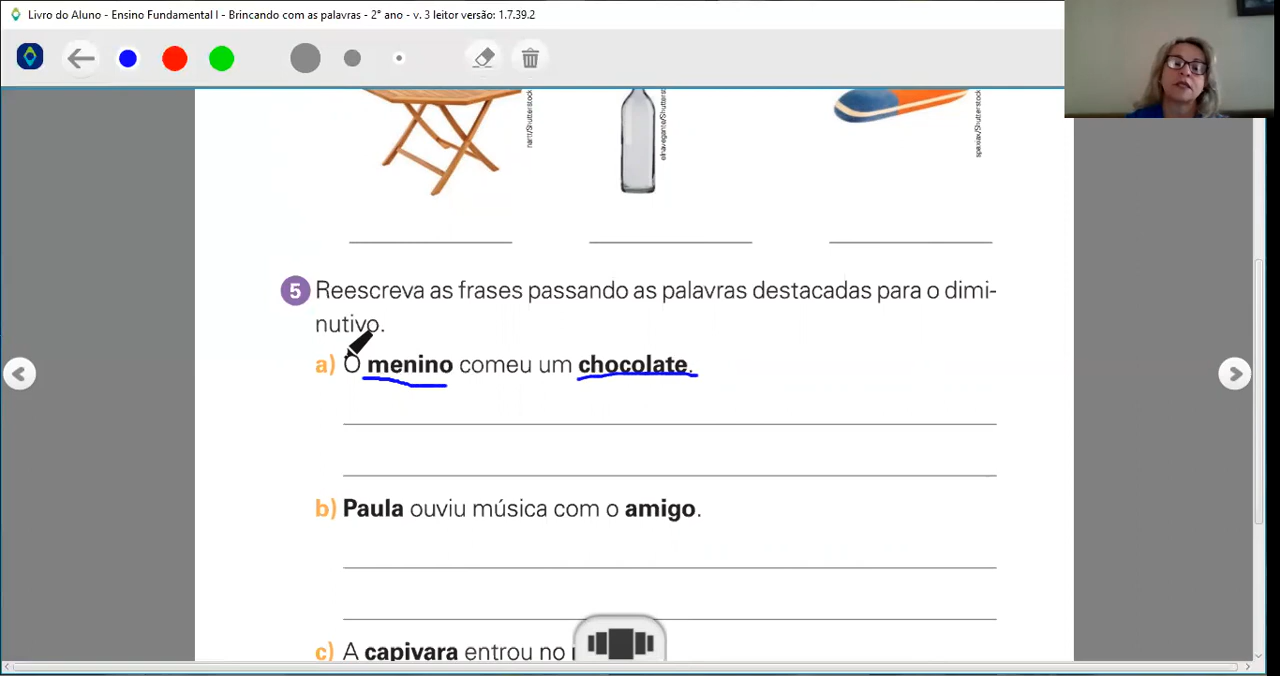 Livro do Aluno - Ensino Fundamental I - Brincando com as palavras - 2° ano - v. 3 leitor versão: 1.7.39.2
5 Reescreva as frases passando as palavras destacadas para o dimi-
nutivo.
a) O menino comeu um chocolate.
b) Paula ouviu música com o amigo.
c) A capivara entrou no